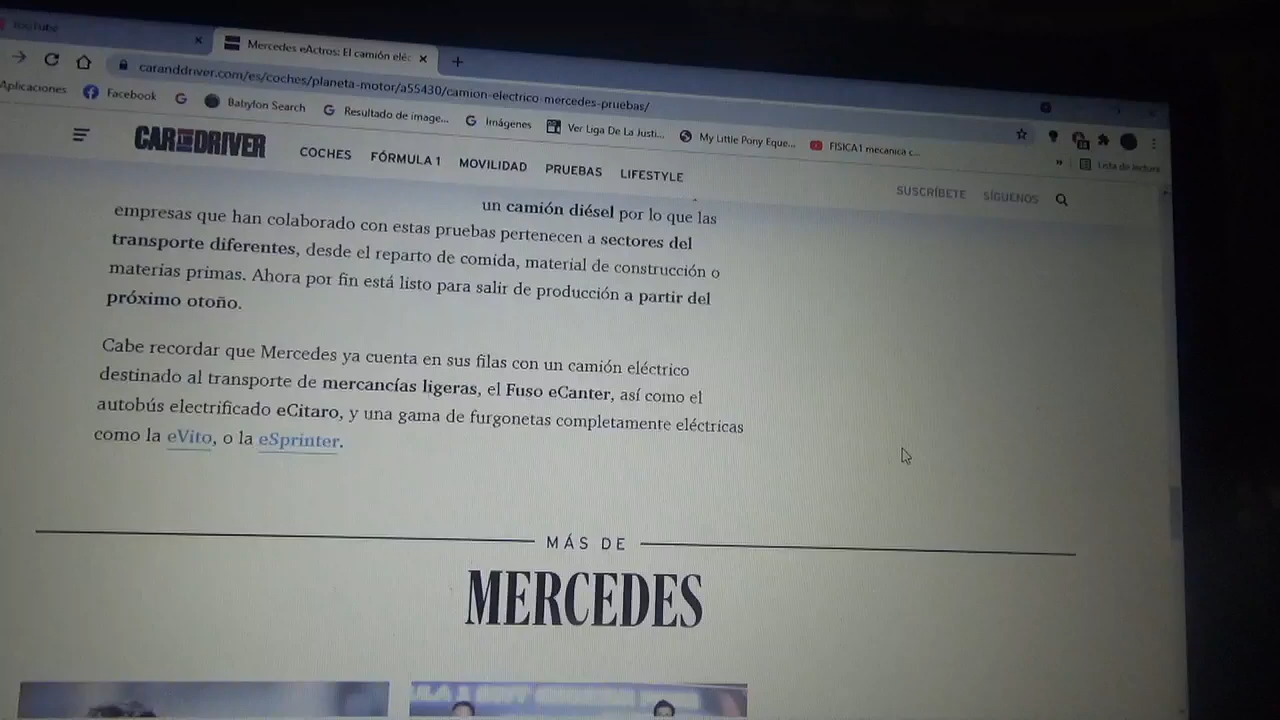 YouTube
Mercedes eActros: El camión eléc
caranddriver.com/es/coches/planeta-motor/a55430/camion-electrico-mercedes-pruebas/
Aplicaciones Facebook Babylon Search Resultado de image... Imágenes Ver Liga De La Justi... My Little Pony Eque... FISICA1 mecanica c...
» Lista de lectura
CAR AND DRIVER COCHES FÓRMULA 1 MOVILIDAD PRUEBAS LIFESTYLE SUSCRÍBETE SÍGUENOS
un camión diésel por lo que las
empresas que han colaborado con estas pruebas pertenecen a sectores del
transporte diferentes, desde el reparto de comida, material de construcción o
materias primas. Ahora por fin está listo para salir de producción a partir del
próximo otoño.
Cabe recordar que Mercedes ya cuenta en sus filas con un camión eléctrico
destinado al transporte de mercancías ligeras, el Fuso eCanter, así como el
autobús electrificado eCitaro, y una gama de furgonetas completamente eléctricas
como la eVito, o la eSprinter.
MÁS DE
MERCEDES